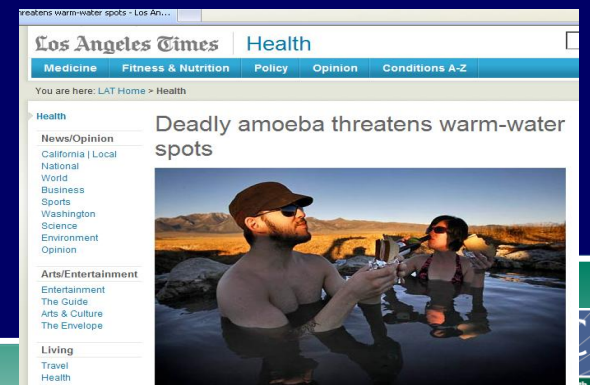 reatens warm-water spots - Los An...
Los Angeles Times Health
Medicine Fitness & Nutrition Policy Opinion Conditions A-Z
You are here: LAT Home > Health
Health
Deadly amoeba threatens warm-water
spots
News/Opinion
California | Local
National
World
Business
Sports
Washington
Science
Environment
Opinion
Arts/Entertainment
Entertainment
The Guide
Arts & Culture
The Envelope
Living
Travel
Health